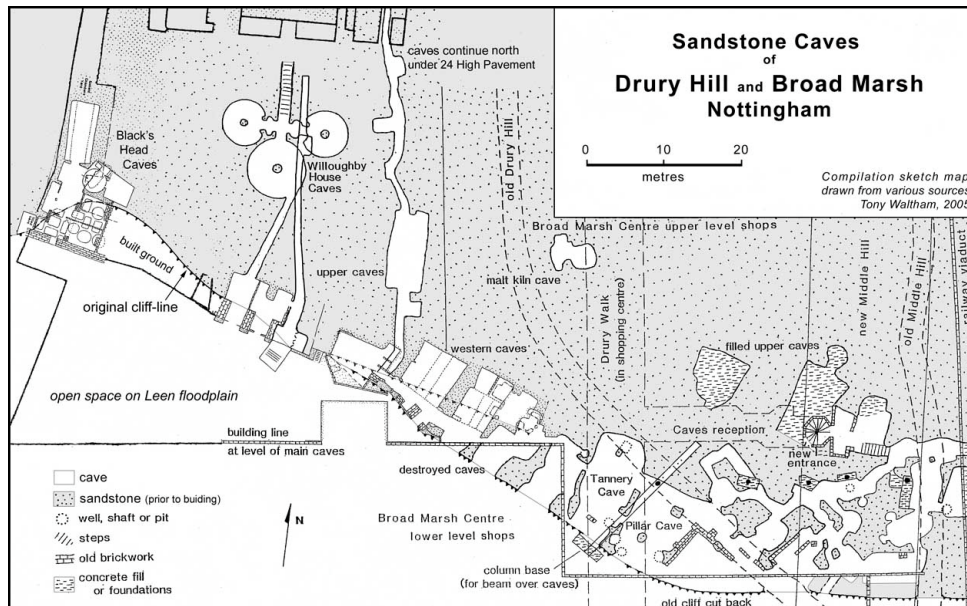 Sandstone Caves
of
Drury Hill and Broad Marsh
Nottingham
0 10 20
metres
Compilation sketch map
drawn from various sources
Tony Waltham, 2005
caves continue north
under 24 High Pavement
Black's
Head
Caves
Willoughby
House
Caves
old Drury Hill
built ground
original cliff-line
upper caves
Broad Marsh Centre upper level shops
malt kiln cave
Drury Walk
(in shopping centre)
new Middle Hill
old Middle Hill
railway viaduct
western caves
filled upper caves
open space on Leen floodplain
building line
at level of main caves
Caves reception
new
entrance
destroyed caves
Tannery
Cave
Pillar Cave
Broad Marsh Centre
lower level shops
column base
(for beam over caves)
old cliff cut back
cave
sandstone (prior to buiding)
well, shaft or pit
steps
old brickwork
concrete fill
or foundations
N